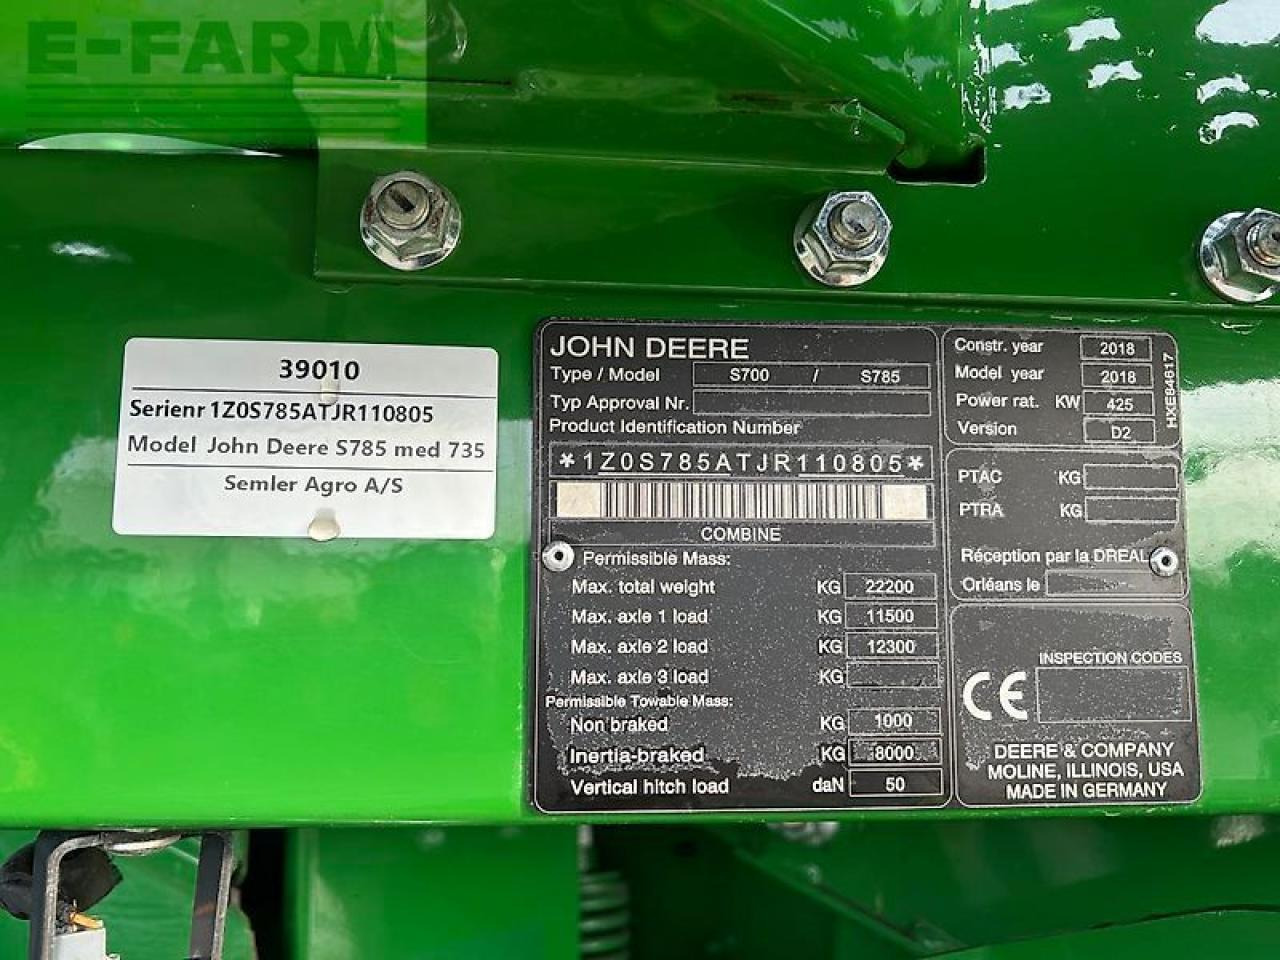 E-FARM
39010
Serienr 1Z0S785ATJR110805
Model John Deere S785 med 735
Semler Agro A/S
JOHN DEERE
Type / Model S700 / S785
Typ Approval Nr.
Product Identification Number
*1Z0S785ATJR110805*
COMBINE
Permissible Mass:
Max. total weight KG 22200
Max. axle 1 load KG 11500
Max. axle 2 load KG 12300
Max. axle 3 load KG
Permissible Towable Mass:
Non braked KG 1000
Inertia-braked KG 8000
Vertical hitch load daN 50
Constr. year 2018
Model year 2018
Power rat. KW 425
Version D2
HXE84617
PTAC KG
PTRA KG
Réception par la DREAL
Orléans le
INSPECTION CODES
CE
DEERE & COMPANY
MOLINE, ILLINOIS, USA
MADE IN GERMANY